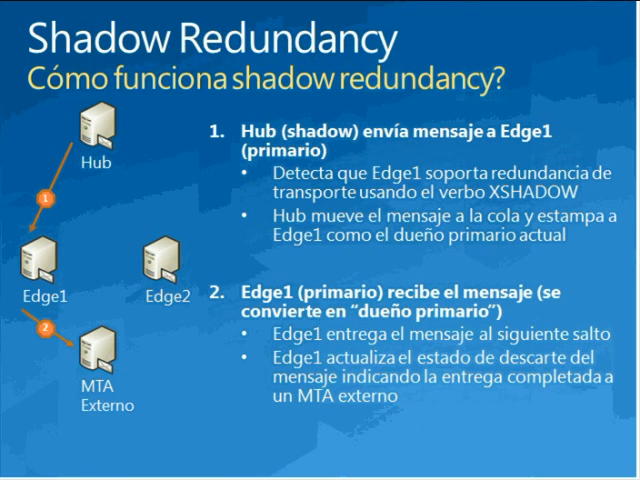 Shadow Redundancy
Cómo funciona shadow redundancy?
Hub
1
Edge1
Edge2
2
MTA
Externo
1. Hub (shadow) envía mensaje a Edge1
(primario)
• Detecta que Edge1 soporta redundancia de
transporte usando el verbo XSHADOW
• Hub mueve el mensaje a la cola y estampa a
Edge1 como el dueño primario actual
2. Edge1 (primario) recibe el mensaje (se
convierte en “dueño primario”)
• Edge1 entrega el mensaje al siguiente salto
• Edge1 actualiza el estado de descarte del
mensaje indicando la entrega completada a
un MTA externo